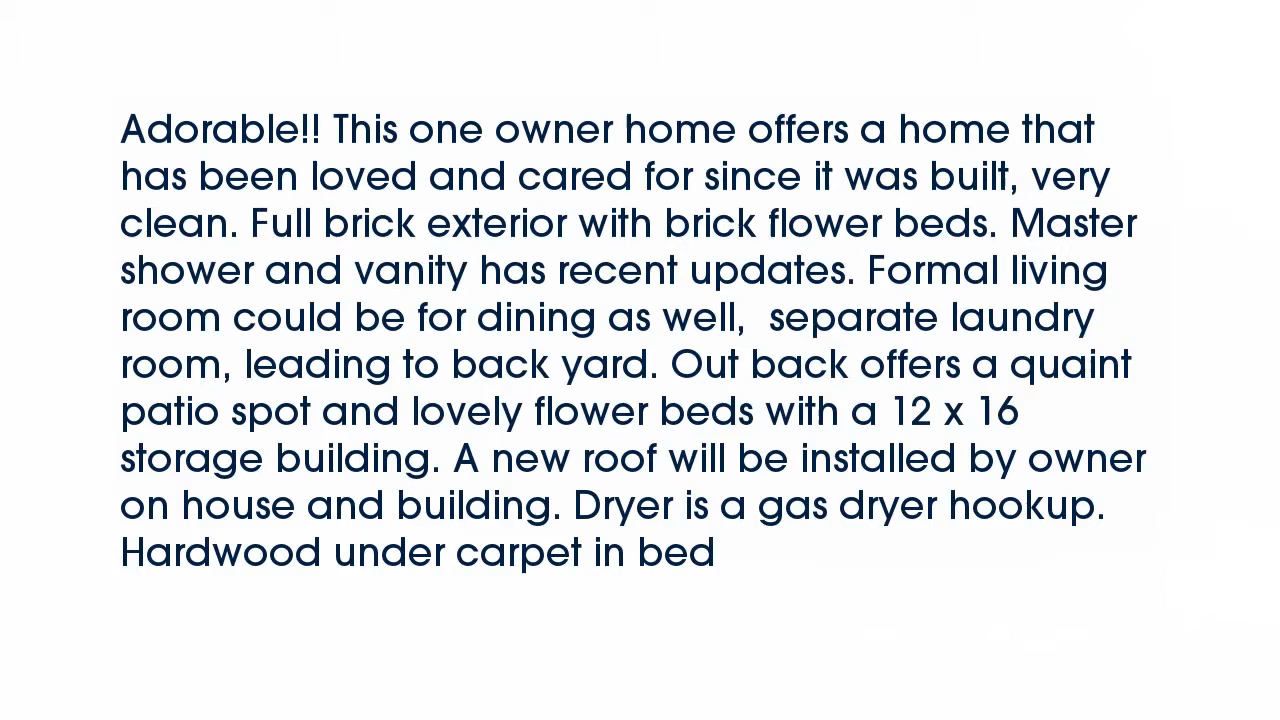 Adorable!! This one owner home offers a home that
has been loved and cared for since it was built, very
clean. Full brick exterior with brick flower beds. Master
shower and vanity has recent updates. Formal living
room could be for dining as well,  separate laundry
room, leading to back yard. Out back offers a quaint
patio spot and lovely flower beds with a 12 x 16
storage building. A new roof will be installed by owner
on house and building. Dryer is a gas dryer hookup.
Hardwood under carpet in bed